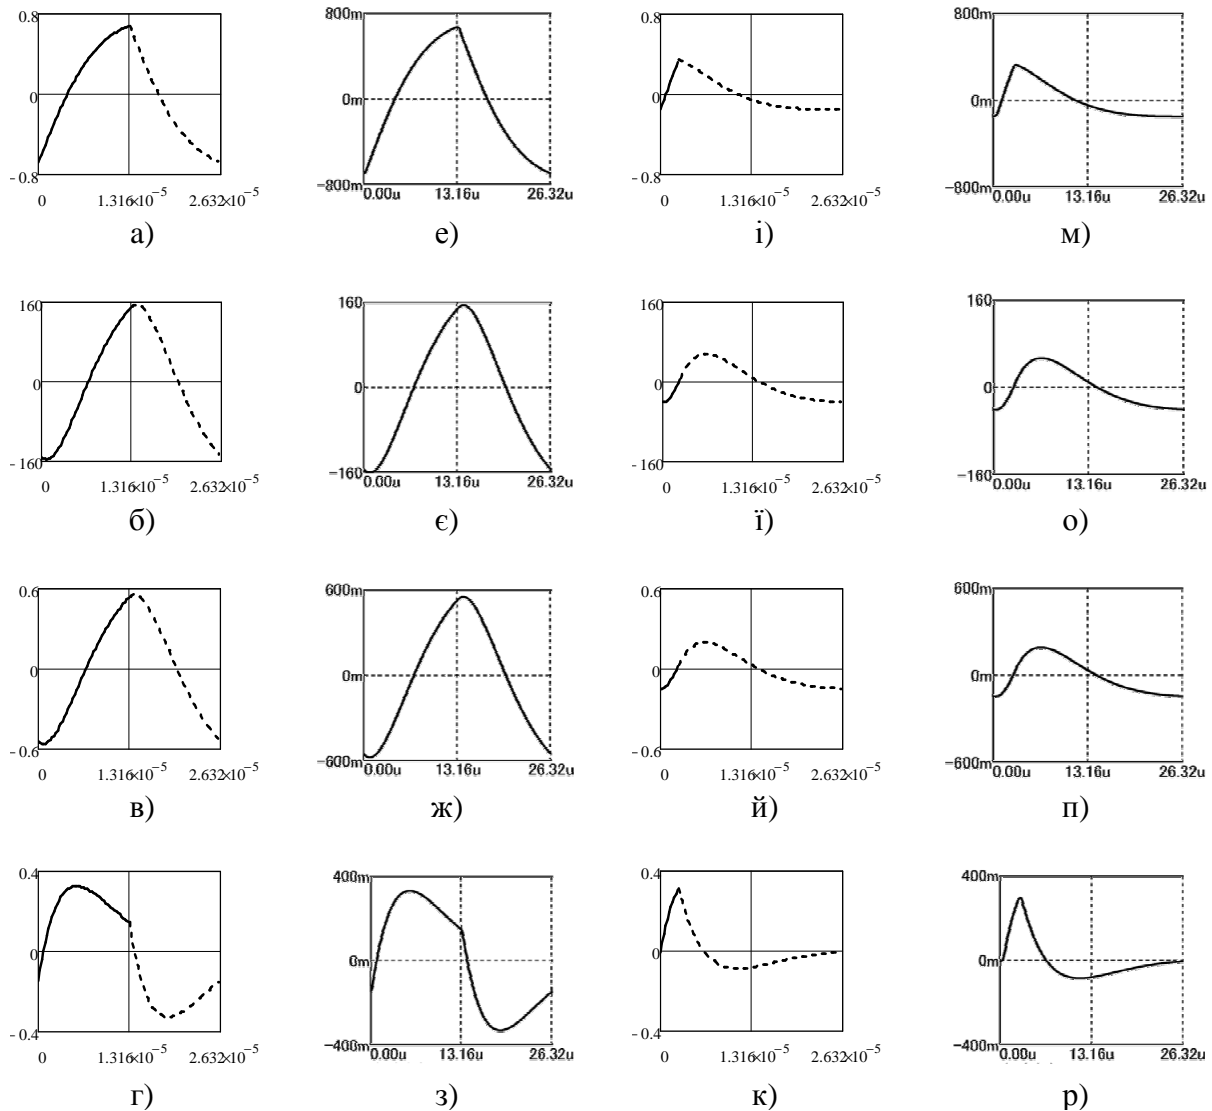 0.8 800m 0.8 800m
0 0m 0 0m
-0.8 -800m -0.8 -800m
0 1.316×10⁻⁵ 2.632×10⁻⁵ 0.00u 13.16u 26.32u 0 1.316×10⁻⁵ 2.632×10⁻⁵ 0.00u 13.16u 26.32u
а) е) і) м)
160 160 160 160
0 0 0 0
-160 -160 -160 -160
0 1.316×10⁻⁵ 2.632×10⁻⁵ 0.00u 13.16u 26.32u 0 1.316×10⁻⁵ 2.632×10⁻⁵ 0.00u 13.16u 26.32u
б) є) ї) о)
0.6 600m 0.6 600m
0 0m 0 0m
-0.6 -600m -0.6 -600m
0 1.316×10⁻⁵ 2.632×10⁻⁵ 0.00u 13.16u 26.32u 0 1.316×10⁻⁵ 2.632×10⁻⁵ 0.00u 13.16u 26.32u
в) ж) й) п)
0.4 400m 0.4 400m
0 0m 0 0m
-0.4 -400m -0.4 -400m
0 1.316×10⁻⁵ 2.632×10⁻⁵ 0.00u 13.16u 26.32u 0 1.316×10⁻⁵ 2.632×10⁻⁵ 0.00u 13.16u 26.32u
г) з) к) р)